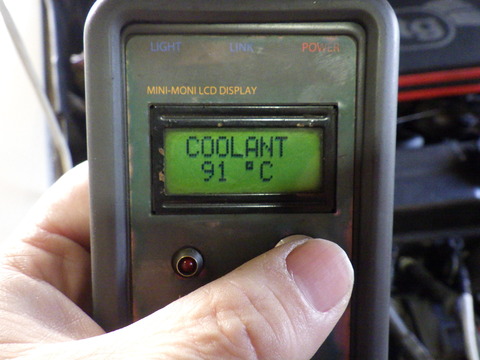 LIGHT LINK POWER
MINI-MONI LCD DISPLAY
COOLANT
91 °C